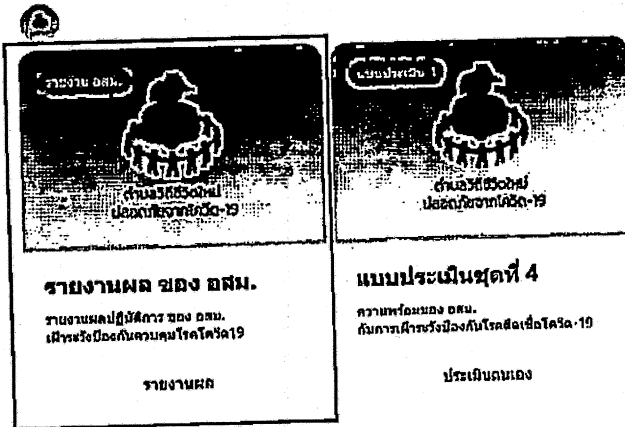 รายงาน อสม.
ตำบลวิถีชีวิตใหม่
ปลอดภัยจากโควิด-19
รายงานผล ของ อสม.
รายงานผลปฏิบัติการ ของ อสม.
เฝ้าระวังป้องกันควบคุมโรคโควิด19
รายงานผล
แบบประเมิน 1
ตำบลวิถีชีวิตใหม่
ปลอดภัยจากโควิด-19
แบบประเมินชุดที่ 4
ความพร้อมของ อสม.
กับการเฝ้าระวังป้องกันโรคติดเชื้อโควิด-19
ประเมินตนเอง